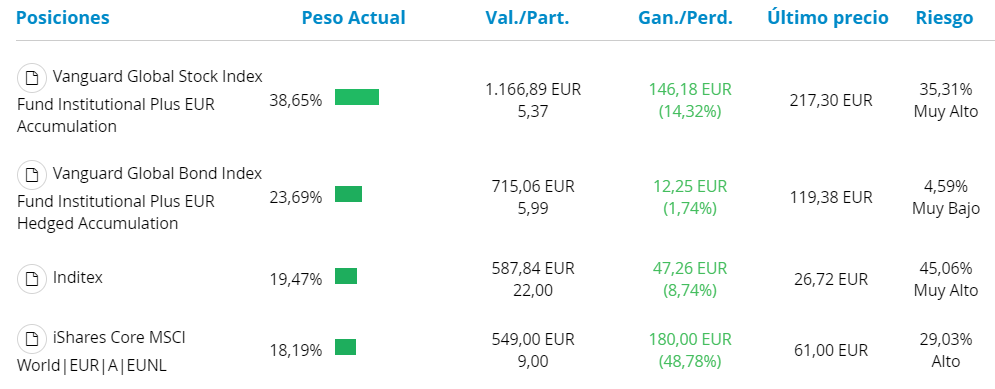 Posiciones Peso Actual Val./Part. Gan./Perd. Último precio Riesgo
Vanguard Global Stock Index
Fund Institutional Plus EUR
Accumulation
38,65%
1.166,89 EUR
5,37
146,18 EUR
(14,32%)
217,30 EUR
35,31%
Muy Alto
Vanguard Global Bond Index
Fund Institutional Plus EUR
Hedged Accumulation
23,69%
715,06 EUR
5,99
12,25 EUR
(1,74%)
119,38 EUR
4,59%
Muy Bajo
Inditex
19,47%
587,84 EUR
22,00
47,26 EUR
(8,74%)
26,72 EUR
45,06%
Muy Alto
iShares Core MSCI
World|EUR|A|EUNL
18,19%
549,00 EUR
9,00
180,00 EUR
(48,78%)
61,00 EUR
29,03%
Alto